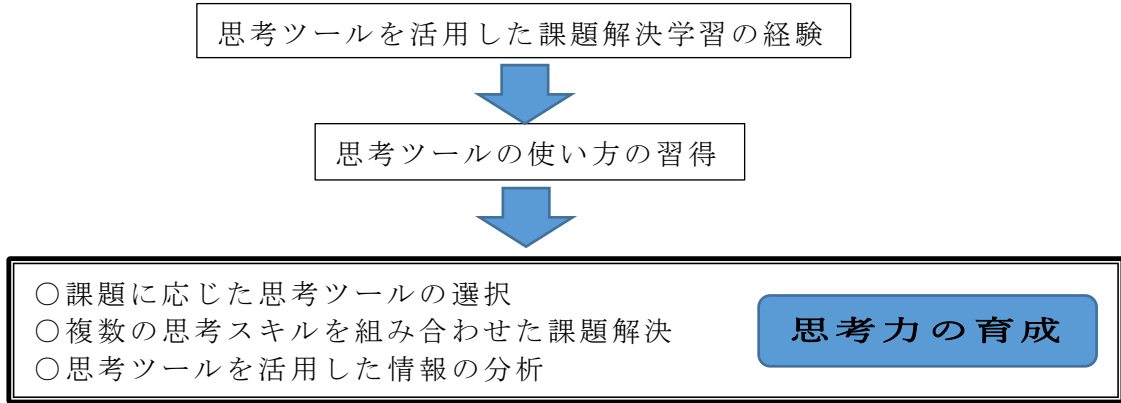 思考ツールを活用した課題解決学習の経験
思考ツールの使い方の習得
○課題に応じた思考ツールの選択
○複数の思考スキルを組み合わせた課題解決
○思考ツールを活用した情報の分析
思考力の育成